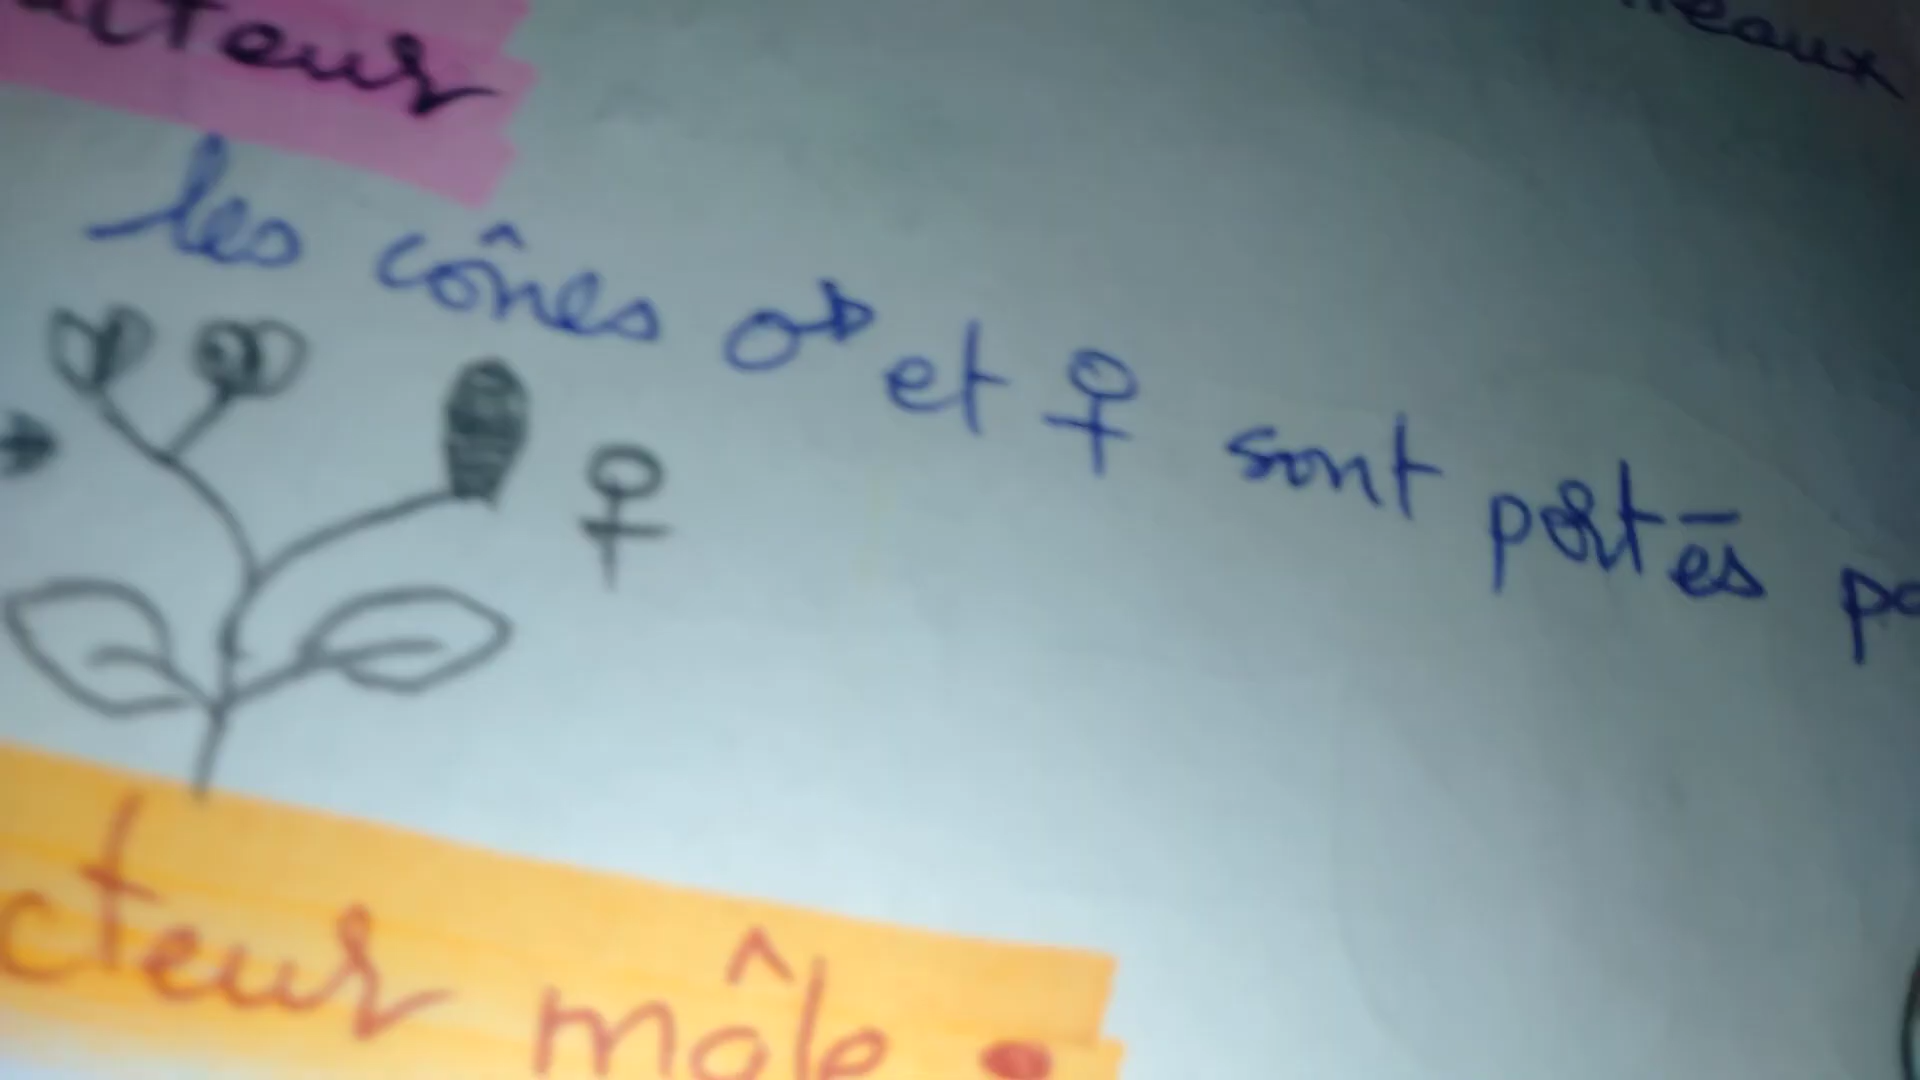 cteur
les cônes ♂ et ♀ sont portés
♀
cteur mâle